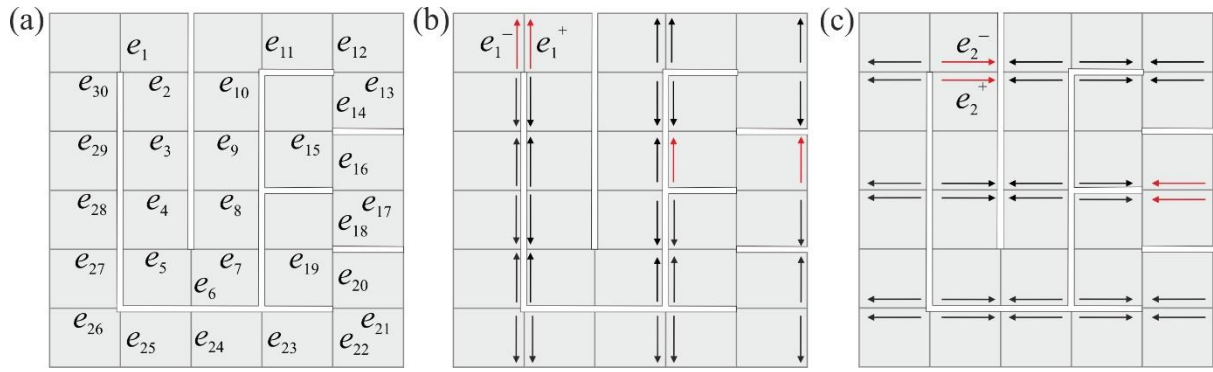 (a)
(b)
(c)
e₁
e₁₁
e₁₂
e₃₀
e₂
e₁₀
e₁₃
e₁₄
e₂₉
e₃
e₉
e₁₅
e₁₆
e₂₈
e₄
e₈
e₁₇
e₁₈
e₂₇
e₅
e₇
e₁₉
e₆
e₂₀
e₂₆
e₂₅
e₂₄
e₂₃
e₂₁
e₂₂
e₁⁻
e₁⁺
e₂⁻
e₂⁺